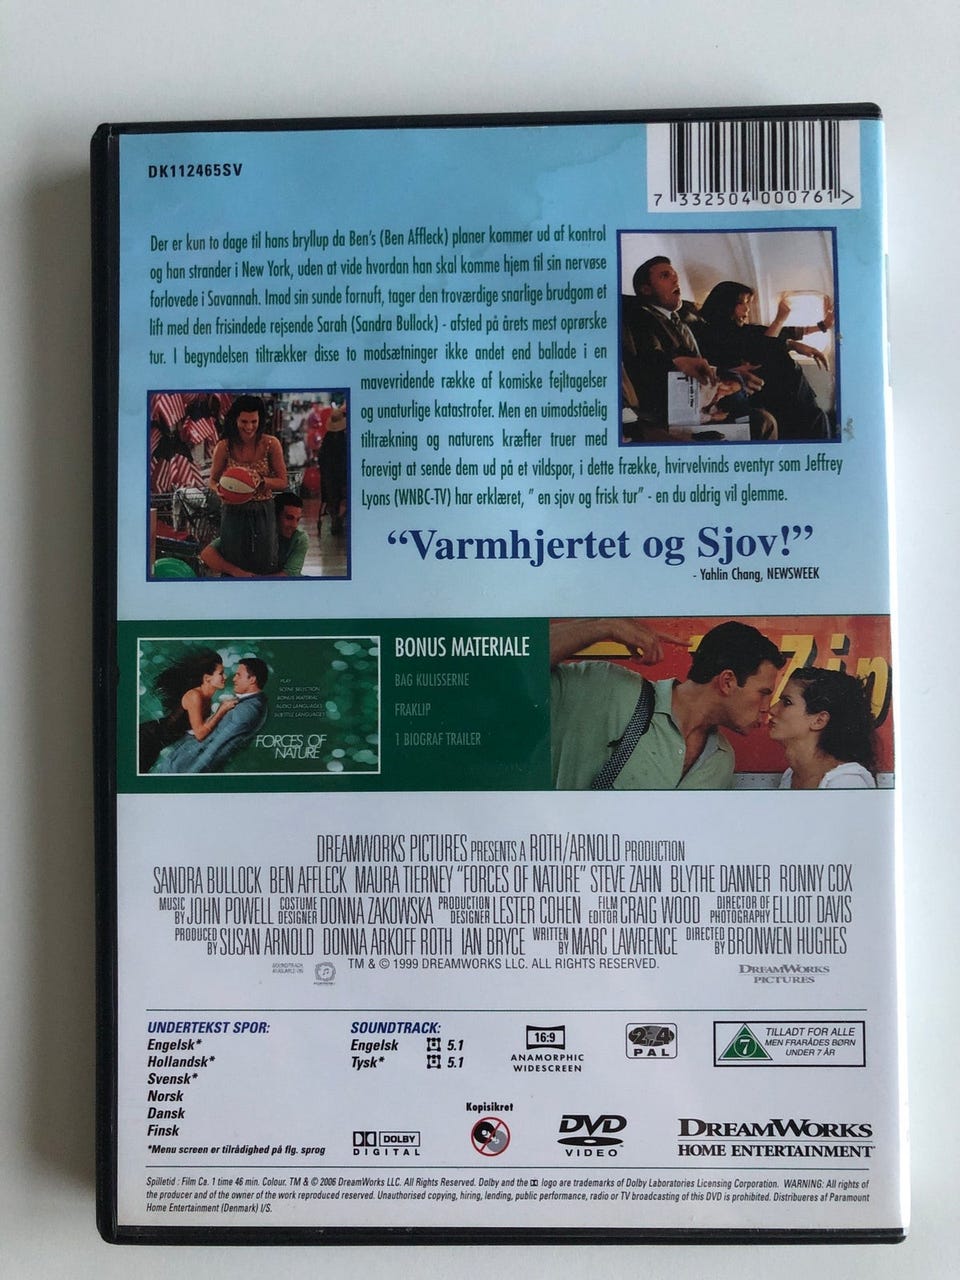 DK112465SV
7 332504 000761 >
Der er kun to dage til hans bryllup da Ben's (Ben Affleck) planer kommer ud af kontrol
og han strander i New York, uden at vide hvordan han skal komme hjem til sin nervøse
forlovede i Savannah. Imod sin sunde fornuft, tager den troværdige snarlige brudgom et
lift med den frisindede rejsende Sarah (Sandra Bullock) - afsted på årets mest oprørske
tur. I begyndelsen tiltrækker disse to modsætninger ikke andet end ballade i en
mavevridende række af komiske fejltagelser
og unaturlige katastrofer. Men en uimodståelig
tiltrækning og naturens kræfter truer med
forevigt at sende dem ud på et vildspor, i dette frække, hvirvelvinds eventyr som Jeffrey
Lyons (WNBC-TV) har erklæret, " en sjov og frisk tur" - en du aldrig vil glemme.
“Varmhjertet og Sjov!”
- Yahlin Chang, NEWSWEEK
PLAY
SCENE SELECTION
BONUS MATERIAL
AUDIO LANGUAGES
SUBTITLE LANGUAGES
FORCES OF
NATURE
BONUS MATERIALE
BAG KULISSERNE
FRAKLIP
1 BIOGRAF TRAILER
Zip
DREAMWORKS PICTURES PRESENTS A ROTH/ARNOLD PRODUCTION
SANDRA BULLOCK BEN AFFLECK MAURA TIERNEY "FORCES OF NATURE" STEVE ZAHN BLYTHE DANNER RONNY COX
MUSIC BY JOHN POWELL COSTUME DESIGNER DONNA ZAKOWSKA PRODUCTION DESIGNER LESTER COHEN FILM EDITOR CRAIG WOOD DIRECTOR OF PHOTOGRAPHY ELLIOT DAVIS
PRODUCED BY SUSAN ARNOLD DONNA ARKOFF ROTH IAN BRYCE WRITTEN BY MARC LAWRENCE DIRECTED BY BRONWEN HUGHES
SOUNDTRACK
AVAILABLE ON
TM & © 1999 DREAMWORKS LLC. ALL RIGHTS RESERVED.
DREAMWORKS
PICTURES
UNDERTEKST SPOR:
Engelsk*
Hollandsk*
Svensk*
Norsk
Dansk
Finsk
*Menu screen er tilrådighed på flg. sprog
SOUNDTRACK:
Engelsk 5.1
Tysk* 5.1
16:9
ANAMORPHIC
WIDESCREEN
2 4
PAL
7
TILLADT FOR ALLE
MEN FRARÅDES BØRN
UNDER 7 ÅR
DOLBY
DIGITAL
Kopisikret
DVD
VIDEO™
DREAMWORKS
HOME ENTERTAINMENT™
Spilletid : Film Ca. 1 time 46 min. Colour. TM & © 2006 DreamWorks LLC. All Rights Reserved. Dolby and the logo are trademarks of Dolby Laboratories Licensing Corporation. WARNING: All rights of
the producer and of the owner of the work reproduced reserved. Unauthorised copying, hiring, lending, public performance, radio or TV broadcasting of this DVD is prohibited. Distribueres af Paramount
Home Entertainment (Denmark) I/S.